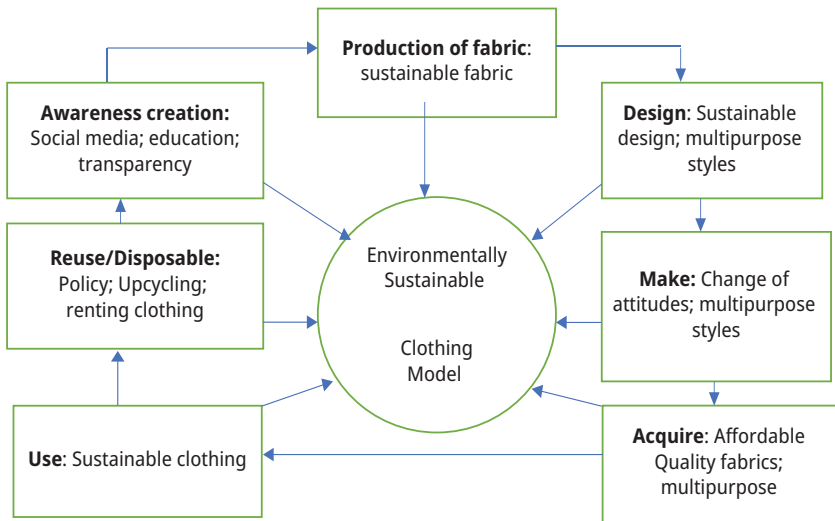 Production of fabric:
sustainable fabric
Awareness creation:
Social media; education;
transparency
Design: Sustainable
design; multipurpose
styles
Reuse/Disposable:
Policy; Upcycling;
renting clothing
Environmentally
Sustainable
Clothing
Model
Make: Change of
attitudes; multipurpose
styles
Use: Sustainable clothing
Acquire: Affordable
Quality fabrics;
multipurpose